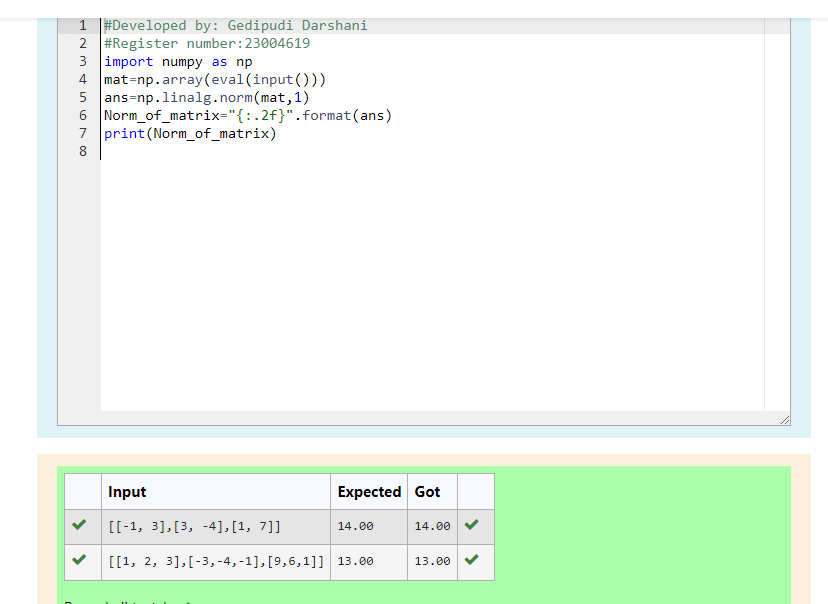 1 #Developed by: Gedipudi Darshani
2 #Register number:23004619
3 import numpy as np
4 mat=np.array(eval(input()))
5 ans=np.linalg.norm(mat,1)
6 Norm_of_matrix="{:.2f}".format(ans)
7 print(Norm_of_matrix)
8
Input Expected Got
[[-1, 3],[3, -4],[1, 7]] 14.00 14.00
[[1, 2, 3],[-3,-4,-1],[9,6,1]] 13.00 13.00